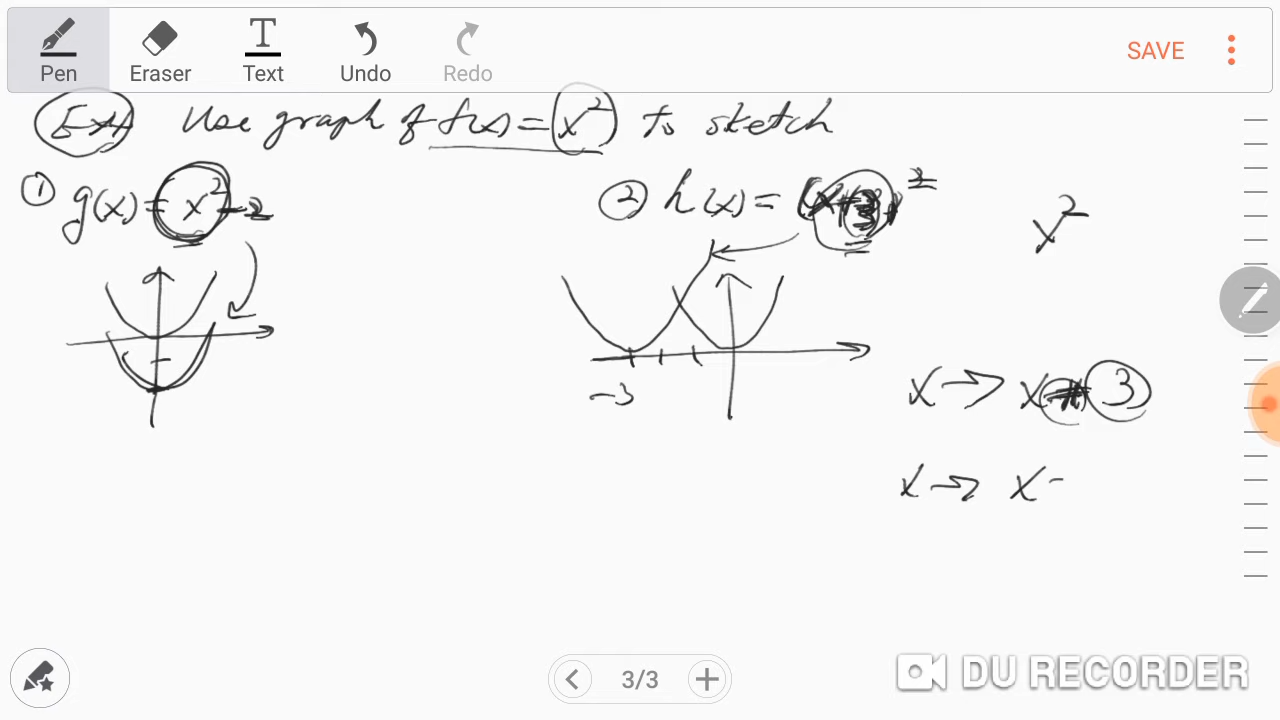 Pen Eraser Text Undo Redo SAVE
Ex4 Use graph of f(x) = x² to sketch
① g(x) = x² - 2
② h(x) = (x+3)²
x²
-3
x → x + 3
x → x -
3/3
DU RECORDER